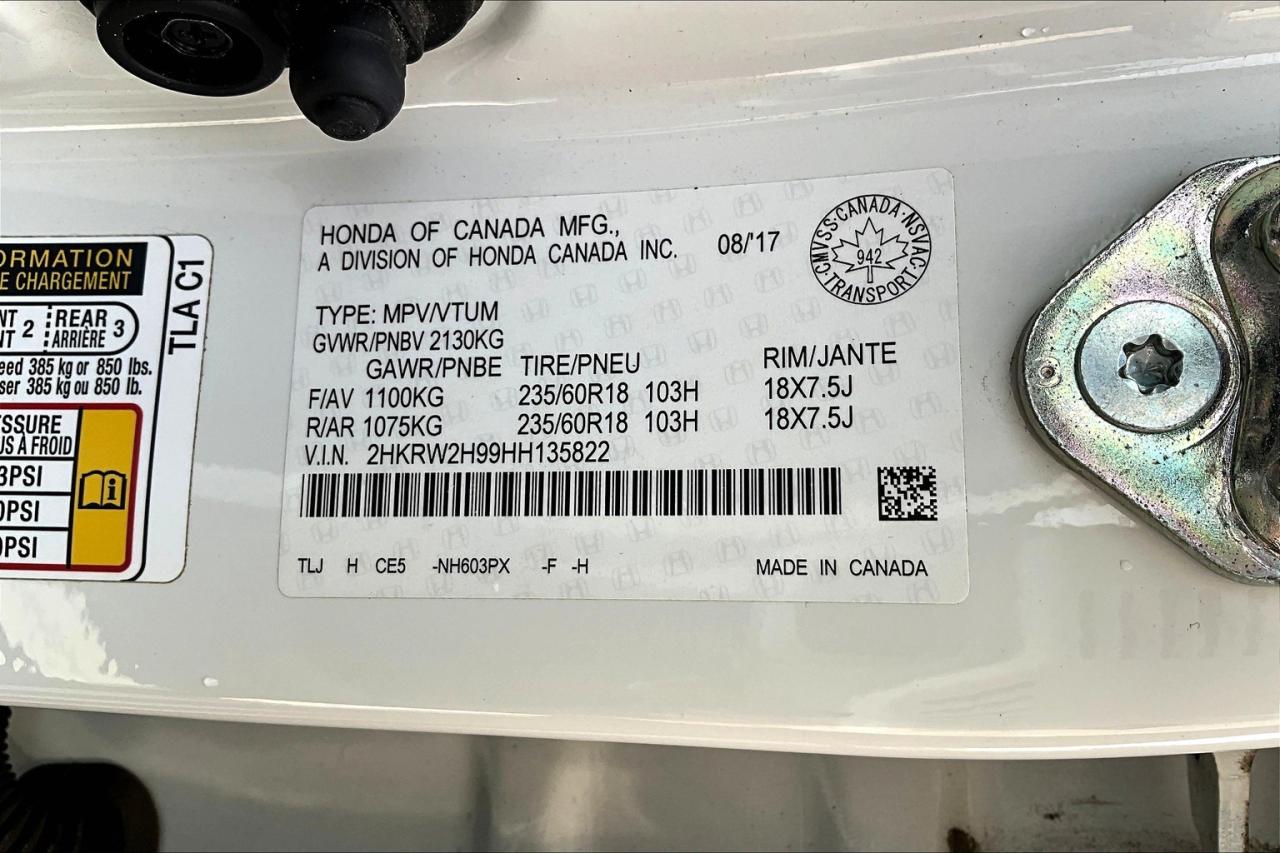 ORMATION
E CHARGEMENT
NT 2 REAR 3
NT ARRIÈRE
eed 385 kg or 850 lbs.
ser 385 kg ou 850 lb.
ESSURE
US À FROID
3PSI
0PSI
0PSI
TLA C1
HONDA OF CANADA MFG.,
A DIVISION OF HONDA CANADA INC. 08/'17
CMVSS·CANADA·NSVAC·TRANSPORT·
942
TYPE: MPV/VTUM
GVWR/PNBV 2130KG
GAWR/PNBE TIRE/PNEU RIM/JANTE
F/AV 1100KG 235/60R18 103H 18X7.5J
R/AR 1075KG 235/60R18 103H 18X7.5J
V.I.N. 2HKRW2H99HH135822
TLJ H CE5 -NH603PX -F -H MADE IN CANADA